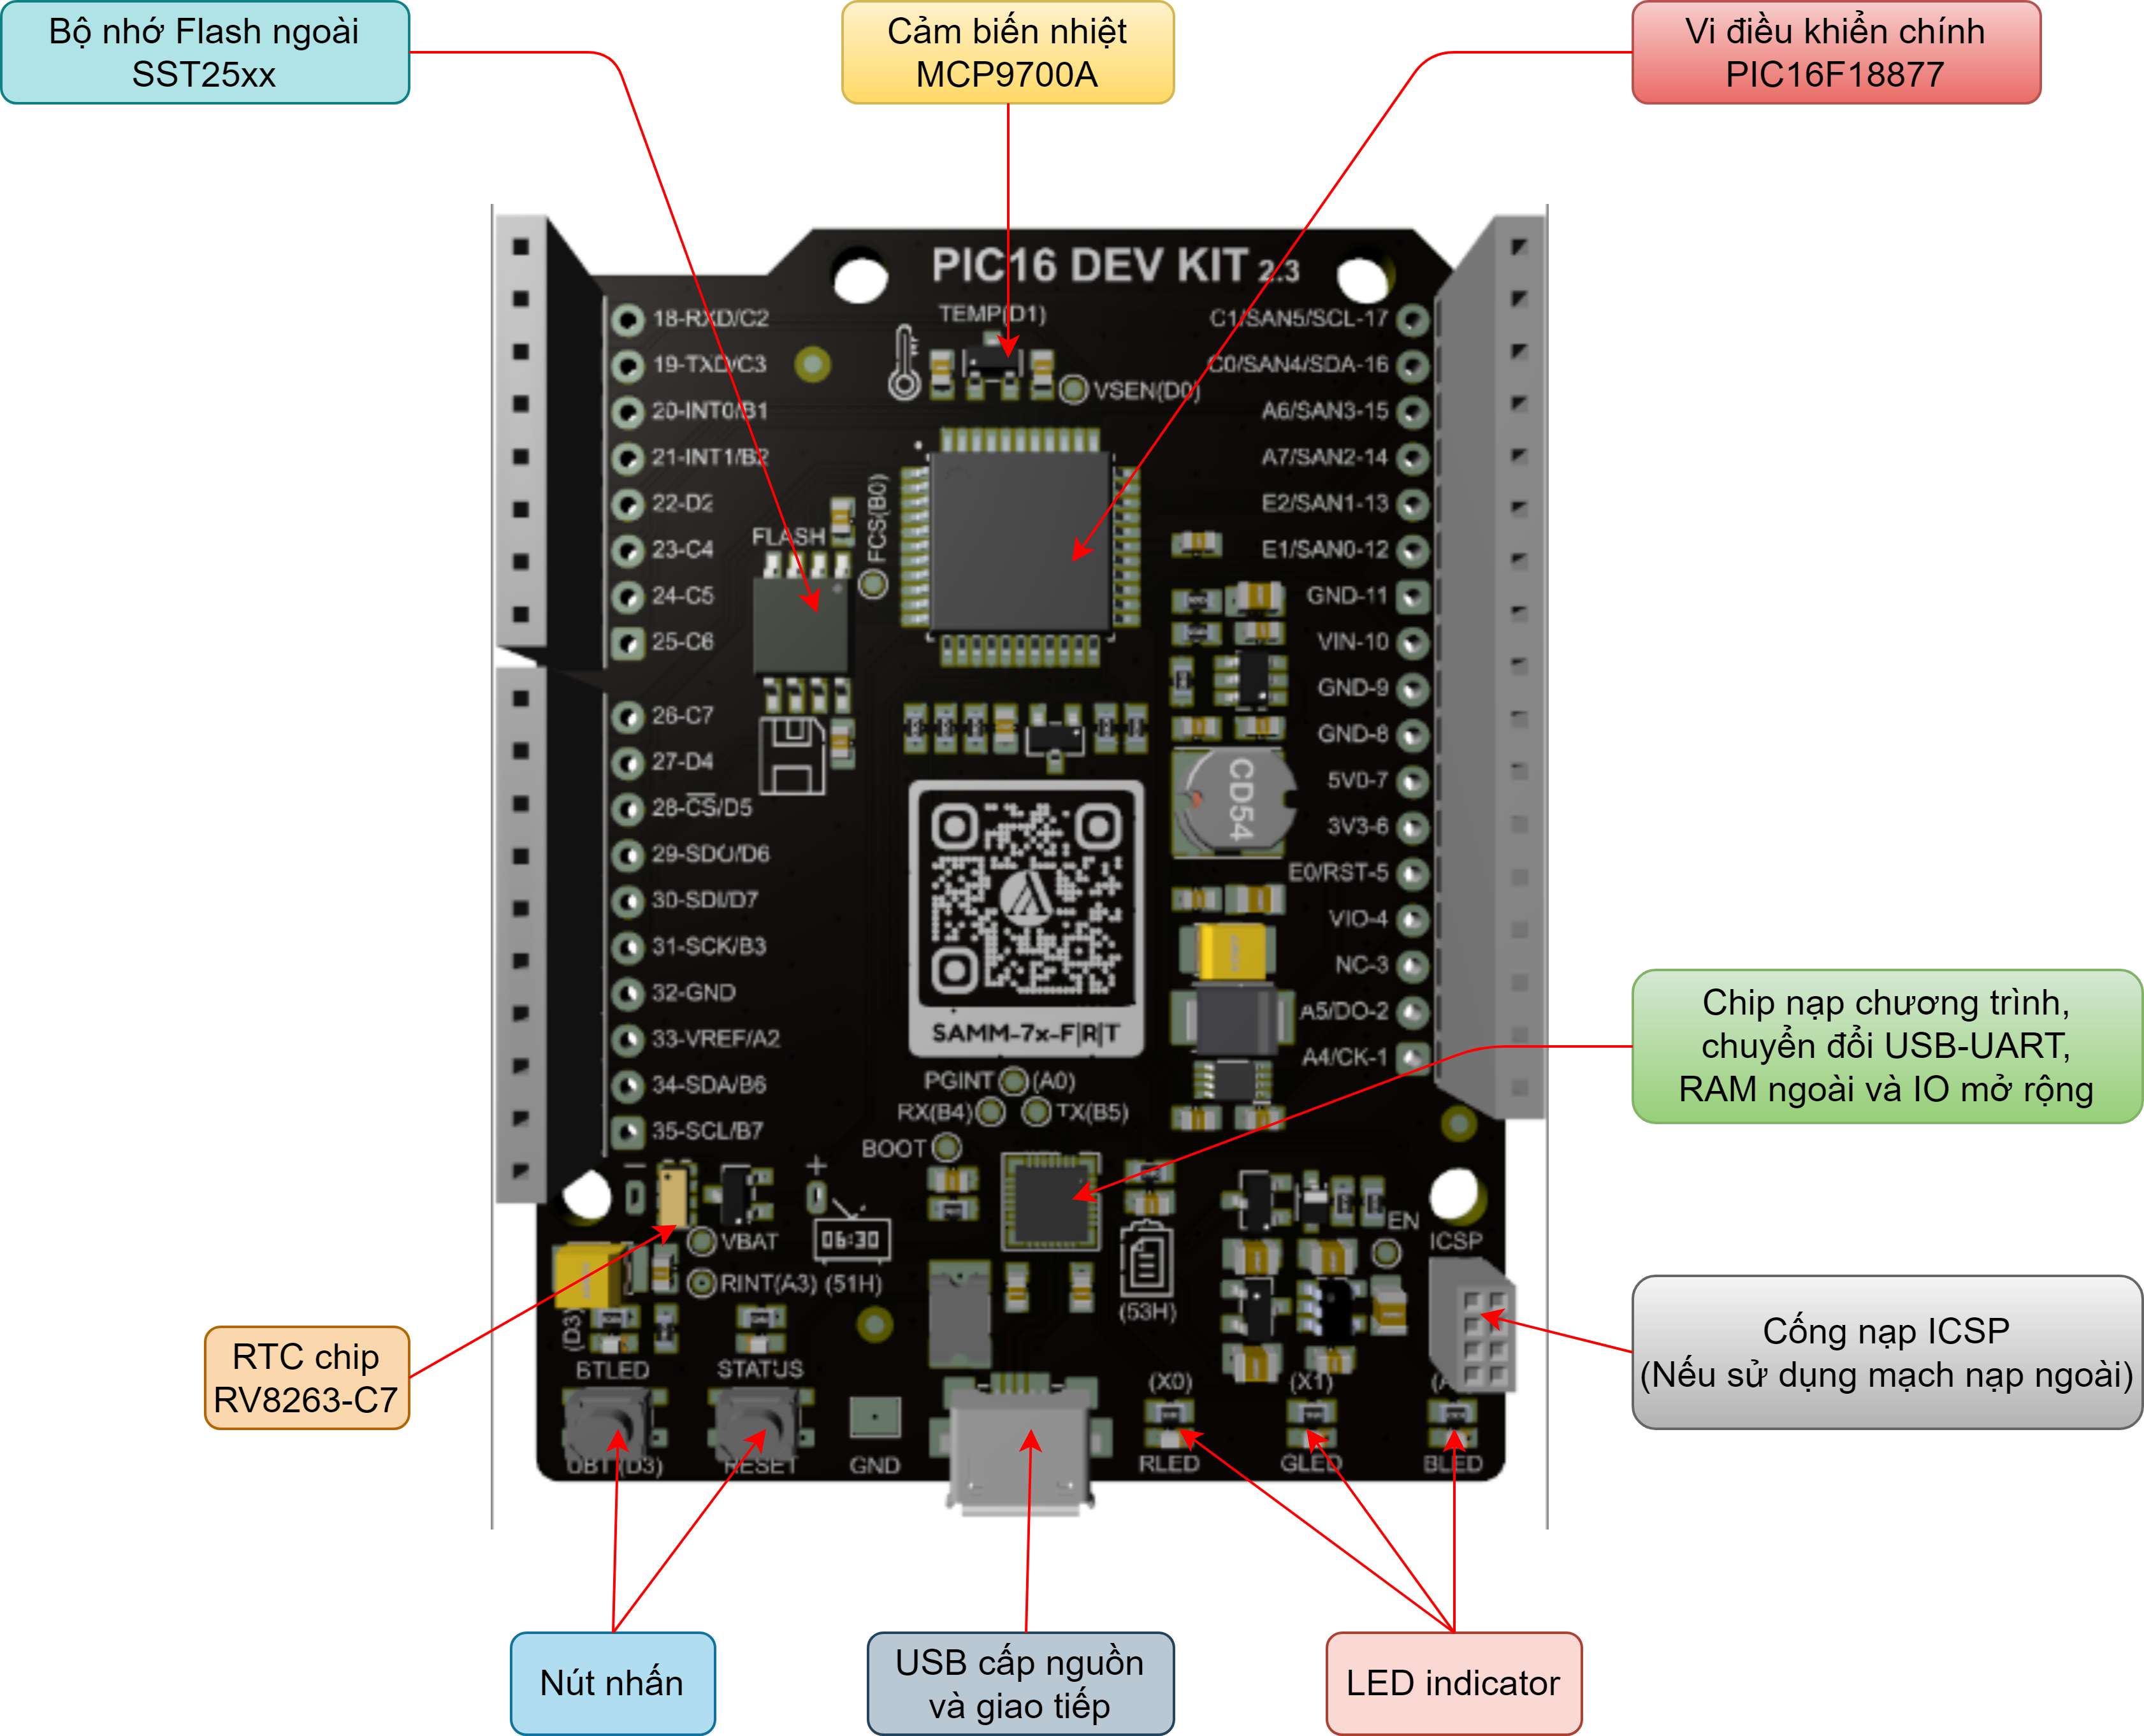 Bộ nhớ Flash ngoài
SST25xx
Cảm biến nhiệt
MCP9700A
Vi điều khiển chính
PIC16F18877
PIC16 DEV KIT 2.3
TEMP(D1)
VSEN(D0)
18-RXD/C2
19-TXD/C3
20-INT0/B1
21-INT1/B2
22-D2
23-C4
24-C5
25-C6
26-C7
27-D4
28-C̅S̅/D5
29-SDO/D6
30-SDI/D7
31-SCK/B3
32-GND
33-VREF/A2
34-SDA/B6
35-SCL/B7
FLASH
FCS(B0)
C1/SAN5/SCL-17
C0/SAN4/SDA-16
A6/SAN3-15
A7/SAN2-14
E2/SAN1-13
E1/SAN0-12
GND-11
VIN-10
GND-9
GND-8
5V0-7
3V3-6
E0/RST-5
VIO-4
NC-3
A5/DO-2
A4/CK-1
CD54
SAMM-7x-F|R|T
PGINT (A0)
RX(B4) TX(B5)
BOOT
Chip nạp chương trình,
chuyển đổi USB-UART,
RAM ngoài và IO mở rộng
- +
VBAT
06:30
RINT(A3) (51H)
(53H)
EN
ICSP
Cống nạp ICSP
(Nếu sử dụng mạch nạp ngoài)
RTC chip
RV8263-C7
(D3)
BTLED
STATUS
(X0)
(X1)
UBT (D3)
RESET
GND
RLED
GLED
BLED
Nút nhấn
USB cấp nguồn
và giao tiếp
LED indicator